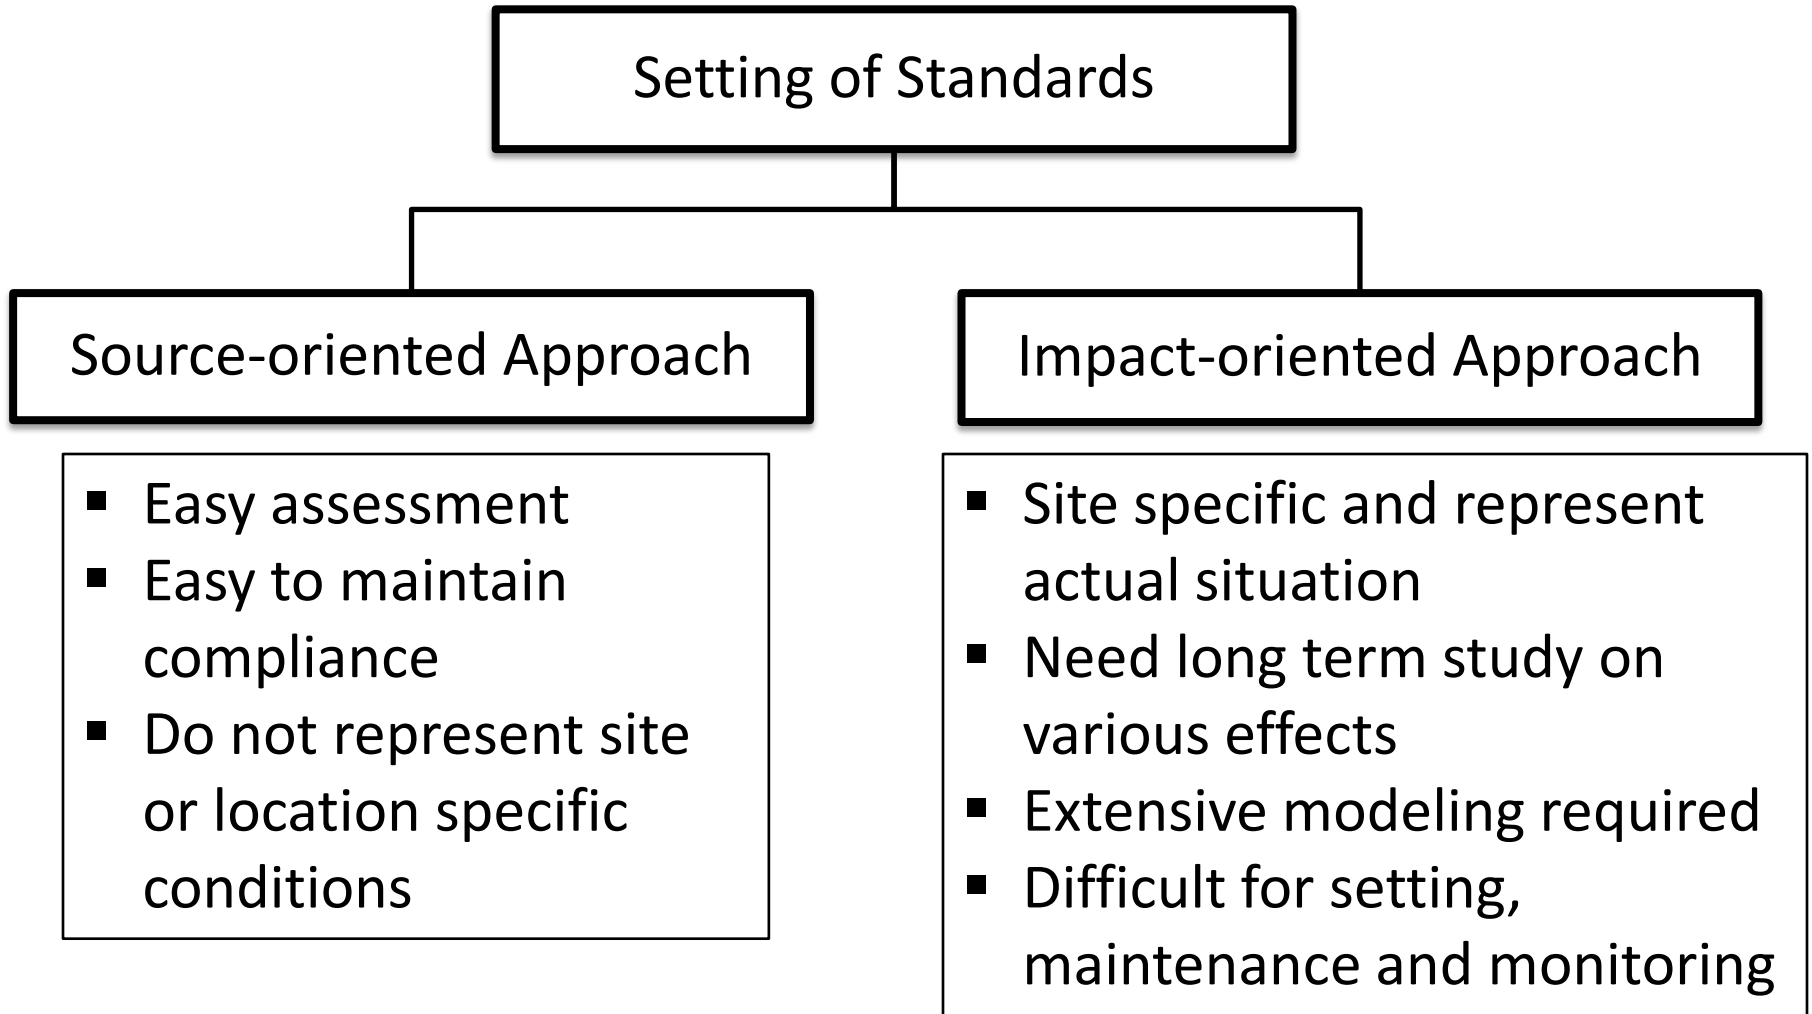 Setting of Standards
Source-oriented Approach
▪ Easy assessment
▪ Easy to maintain
compliance
▪ Do not represent site
or location specific
conditions
Impact-oriented Approach
▪ Site specific and represent
actual situation
▪ Need long term study on
various effects
▪ Extensive modeling required
▪ Difficult for setting,
maintenance and monitoring